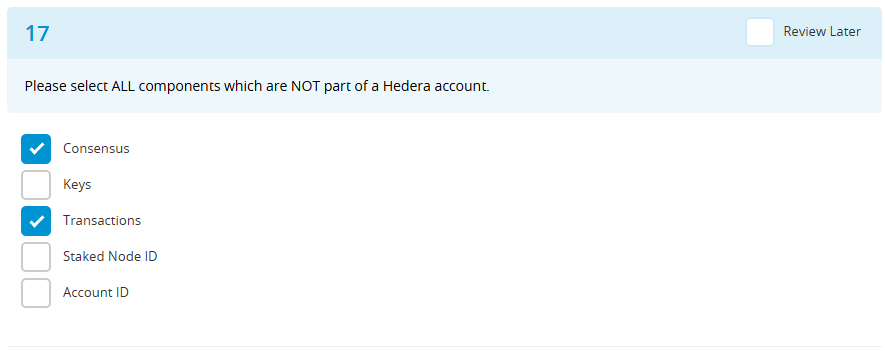 17
Review Later
Please select ALL components which are NOT part of a Hedera account.
Consensus
Keys
Transactions
Staked Node ID
Account ID